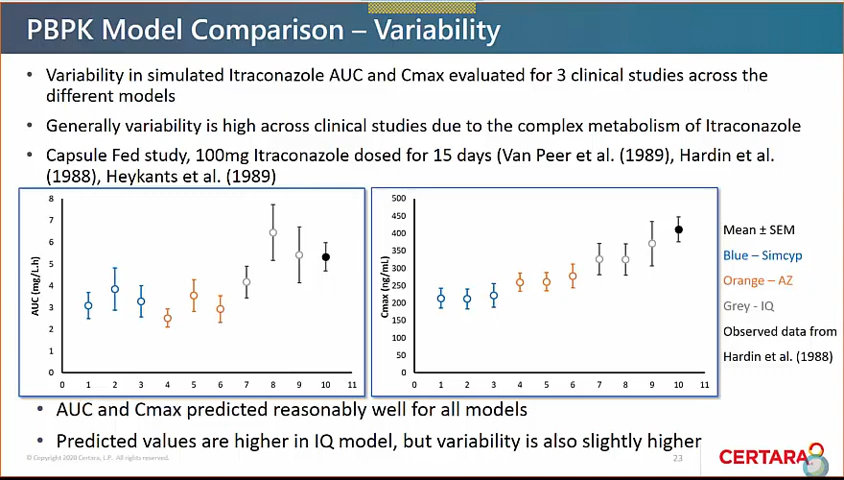 PBPK Model Comparison – Variability
• Variability in simulated Itraconazole AUC and Cmax evaluated for 3 clinical studies across the
different models
• Generally variability is high across clinical studies due to the complex metabolism of Itraconazole
• Capsule Fed study, 100mg Itraconazole dosed for 15 days (Van Peer et al. (1989), Hardin et al.
(1988), Heykants et al. (1989)
8
7
6
5
4
3
2
1
0
AUC (mg/L.h)
0 1 2 3 4 5 6 7 8 9 10 11
500
450
400
350
300
250
200
150
100
50
0
Cmax (ng/mL)
0 1 2 3 4 5 6 7 8 9 10 11
Mean ± SEM
Blue – Simcyp
Orange – AZ
Grey - IQ
Observed data from
Hardin et al. (1988)
• AUC and Cmax predicted reasonably well for all models
• Predicted values are higher in IQ model, but variability is also slightly higher
© Copyright 2020 Certara, L.P. All rights reserved.
23
CERTARA